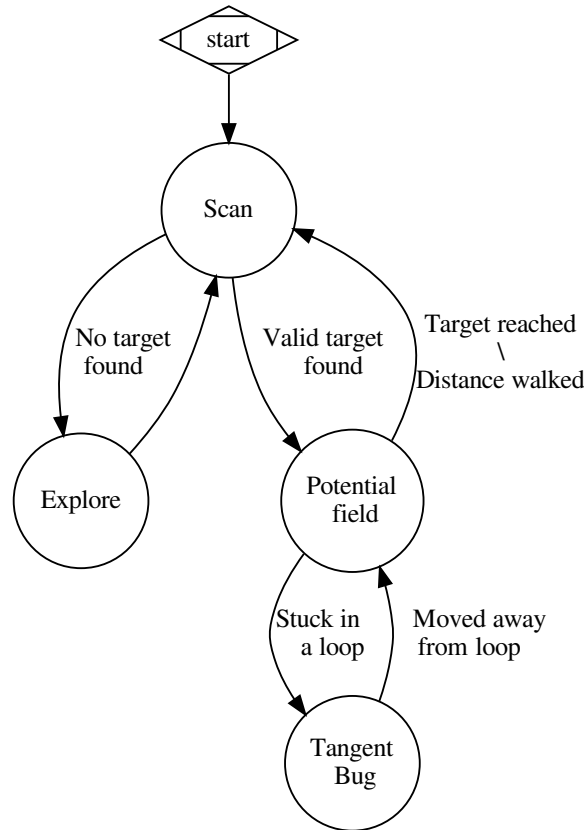 start
Scan
No target
found
Valid target
found
Target reached
\
Distance walked
Explore
Potential
field
Stuck in
a loop
Moved away
from loop
Tangent
Bug